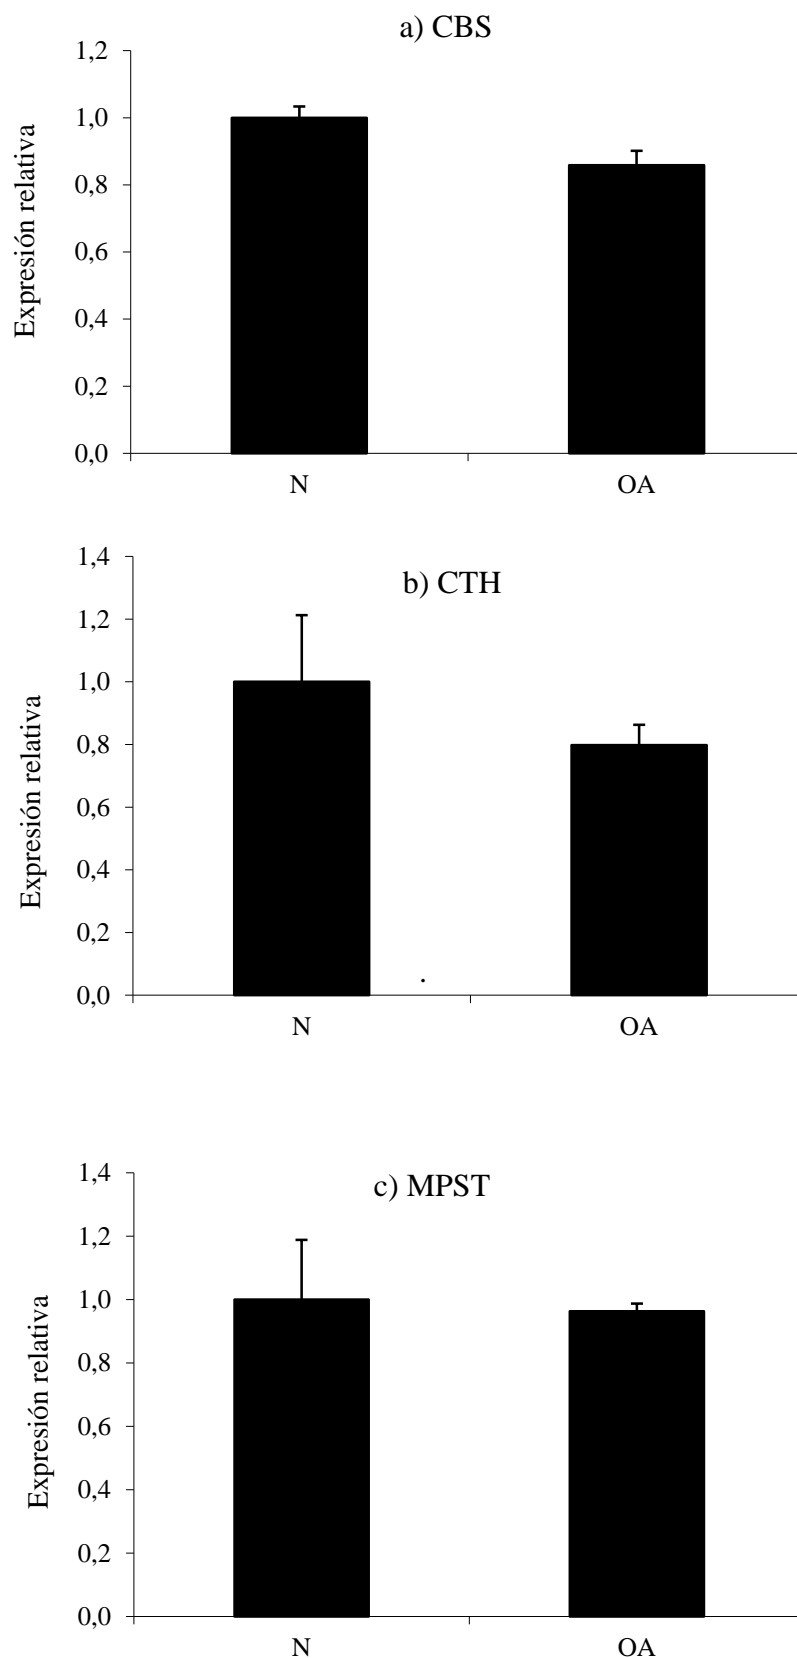 a) CBS
1,2
1,0
0,8
0,6
0,4
0,2
0,0
Expresión relativa
N OA
b) CTH
1,4
1,2
1,0
0,8
0,6
0,4
0,2
0,0
Expresión relativa
N OA
c) MPST
1,4
1,2
1,0
0,8
0,6
0,4
0,2
0,0
Expresión relativa
N OA